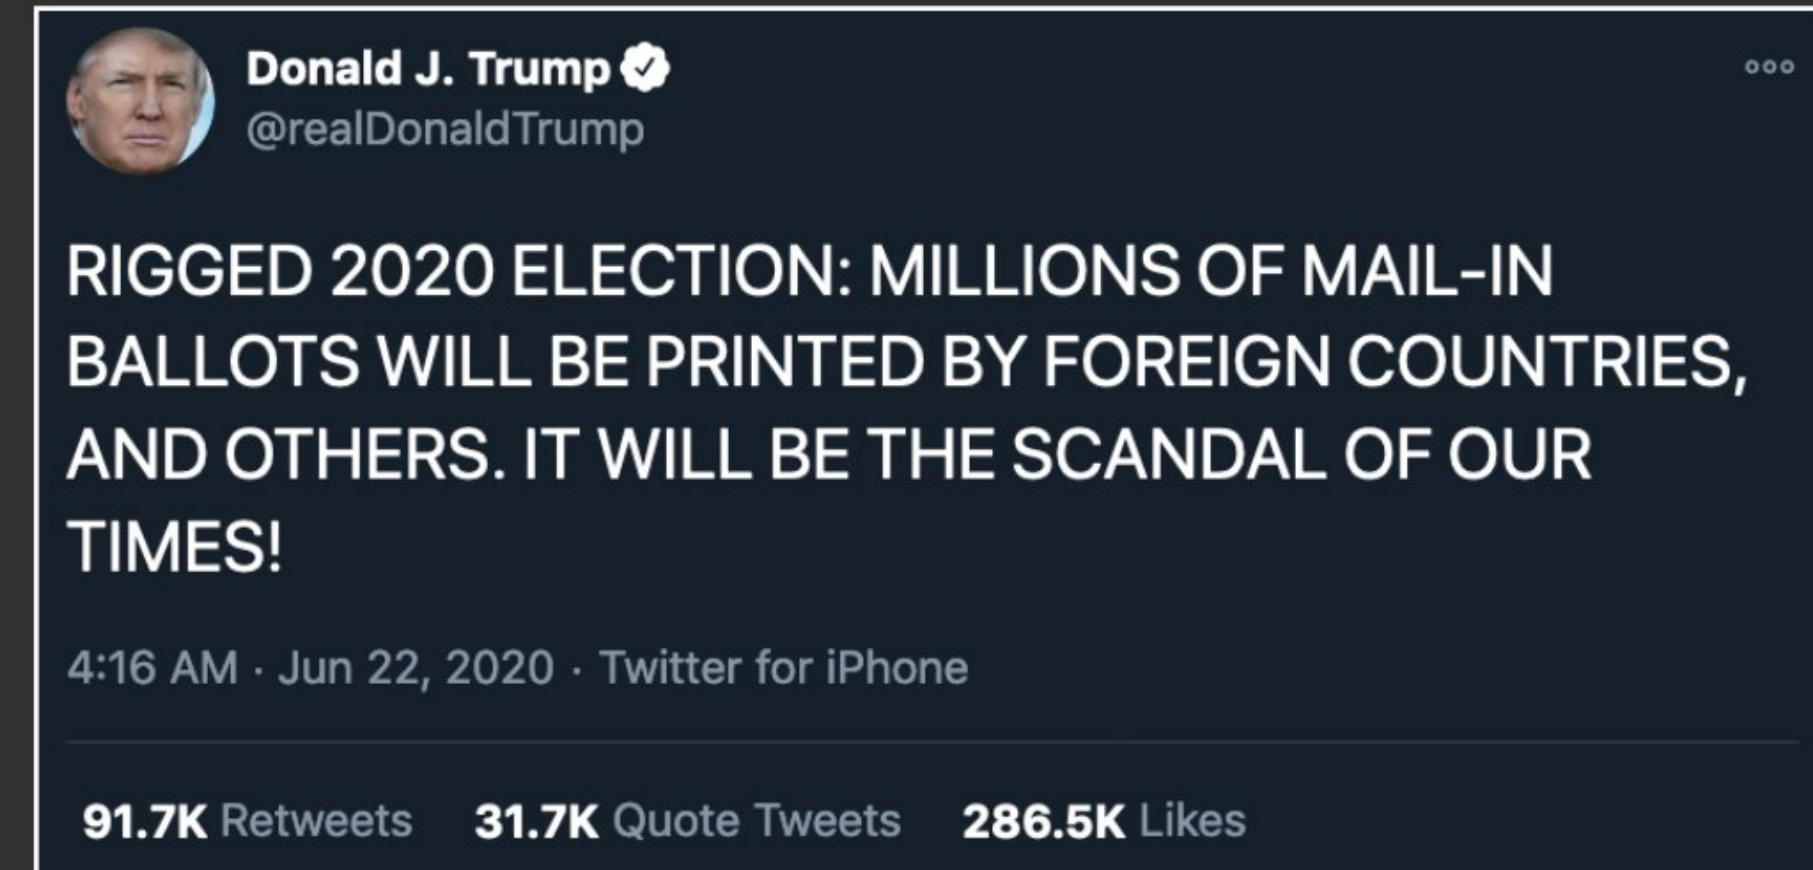 Donald J. Trump
@realDonaldTrump
RIGGED 2020 ELECTION: MILLIONS OF MAIL-IN
BALLOTS WILL BE PRINTED BY FOREIGN COUNTRIES,
AND OTHERS. IT WILL BE THE SCANDAL OF OUR
TIMES!
4:16 AM · Jun 22, 2020 · Twitter for iPhone
91.7K Retweets 31.7K Quote Tweets 286.5K Likes